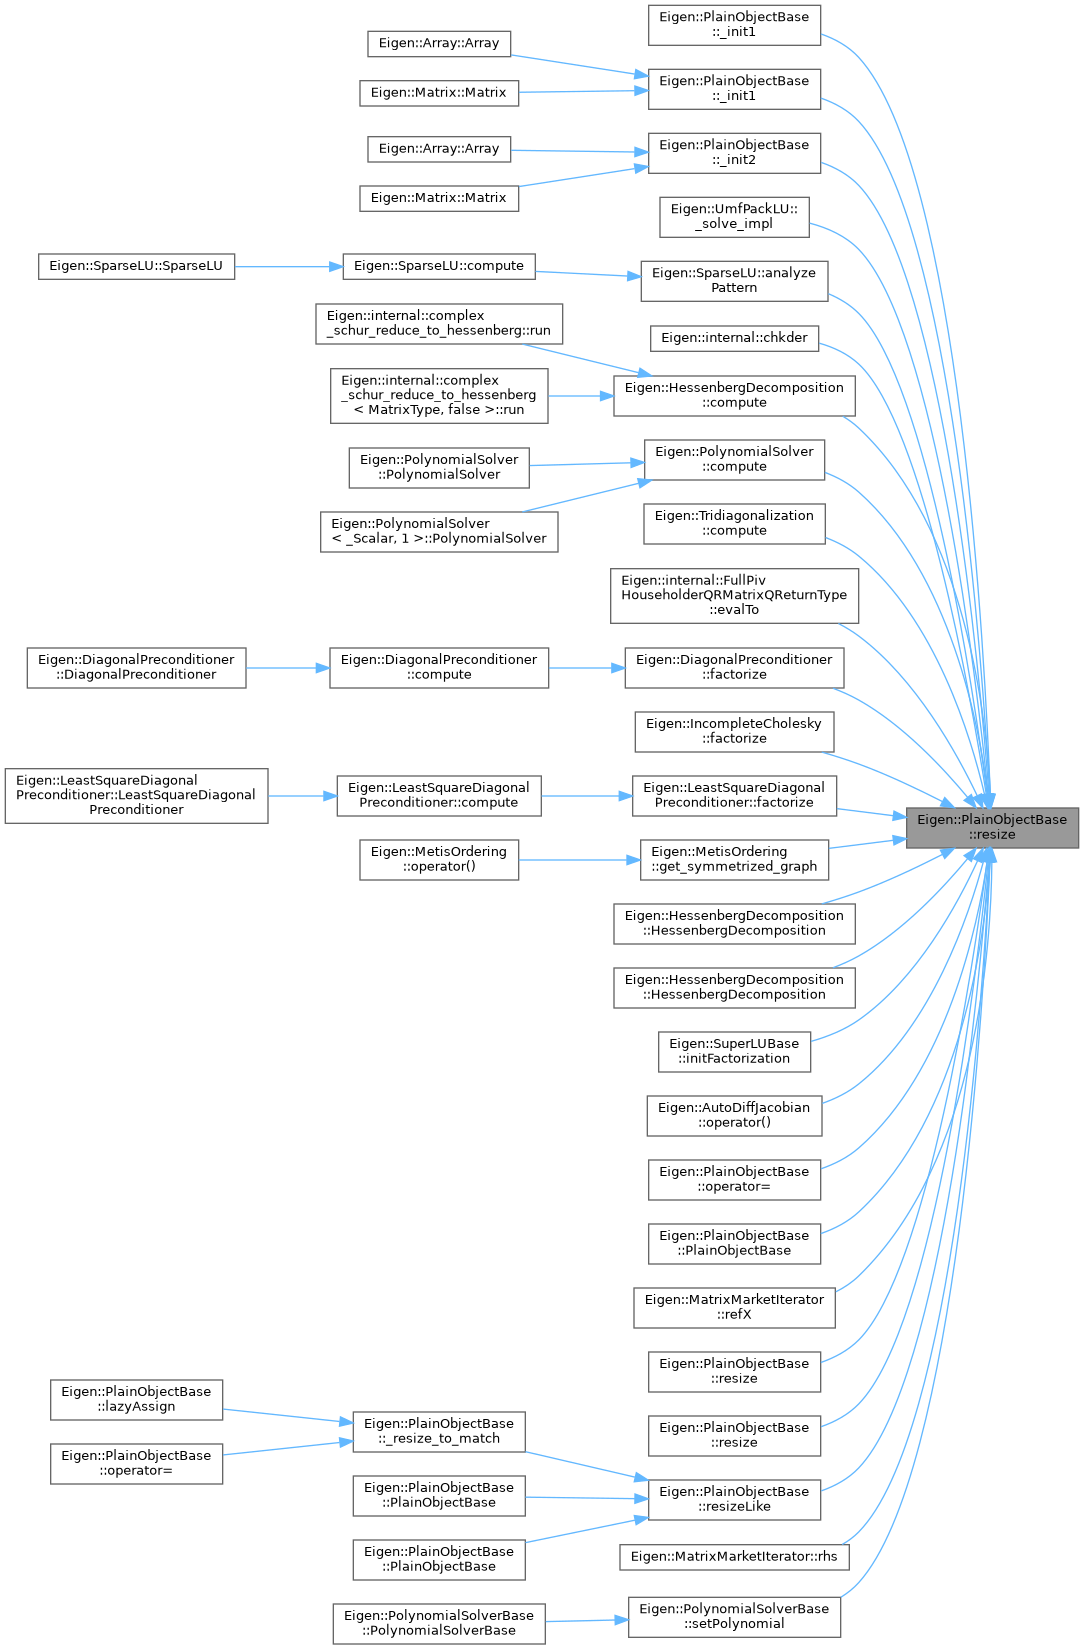 Eigen::PlainObjectBase
::_init1
Eigen::Array::Array
Eigen::PlainObjectBase
::_init1
Eigen::Matrix::Matrix
Eigen::Array::Array
Eigen::PlainObjectBase
::_init2
Eigen::Matrix::Matrix
Eigen::UmfPackLU::
_solve_impl
Eigen::SparseLU::SparseLU
Eigen::SparseLU::compute
Eigen::SparseLU::analyze
Pattern
Eigen::internal::complex
_schur_reduce_to_hessenberg::run
Eigen::internal::chkder
Eigen::internal::complex
_schur_reduce_to_hessenberg
< MatrixType, false >::run
Eigen::HessenbergDecomposition
::compute
Eigen::PolynomialSolver
::PolynomialSolver
Eigen::PolynomialSolver
::compute
Eigen::PolynomialSolver
< _Scalar, 1 >::PolynomialSolver
Eigen::Tridiagonalization
::compute
Eigen::internal::FullPiv
HouseholderQRMatrixQReturnType
::evalTo
Eigen::DiagonalPreconditioner
::DiagonalPreconditioner
Eigen::DiagonalPreconditioner
::compute
Eigen::DiagonalPreconditioner
::factorize
Eigen::IncompleteCholesky
::factorize
Eigen::LeastSquareDiagonal
Preconditioner::LeastSquareDiagonal
Preconditioner
Eigen::LeastSquareDiagonal
Preconditioner::compute
Eigen::LeastSquareDiagonal
Preconditioner::factorize
Eigen::PlainObjectBase
::resize
Eigen::MetisOrdering
::operator()
Eigen::MetisOrdering
::get_symmetrized_graph
Eigen::HessenbergDecomposition
::HessenbergDecomposition
Eigen::HessenbergDecomposition
::HessenbergDecomposition
Eigen::SuperLUBase
::initFactorization
Eigen::AutoDiffJacobian
::operator()
Eigen::PlainObjectBase
::operator=
Eigen::PlainObjectBase
::PlainObjectBase
Eigen::MatrixMarketIterator
::refX
Eigen::PlainObjectBase
::resize
Eigen::PlainObjectBase
::lazyAssign
Eigen::PlainObjectBase
::_resize_to_match
Eigen::PlainObjectBase
::resize
Eigen::PlainObjectBase
::operator=
Eigen::PlainObjectBase
::PlainObjectBase
Eigen::PlainObjectBase
::resizeLike
Eigen::PlainObjectBase
::PlainObjectBase
Eigen::MatrixMarketIterator::rhs
Eigen::PolynomialSolverBase
::PolynomialSolverBase
Eigen::PolynomialSolverBase
::setPolynomial